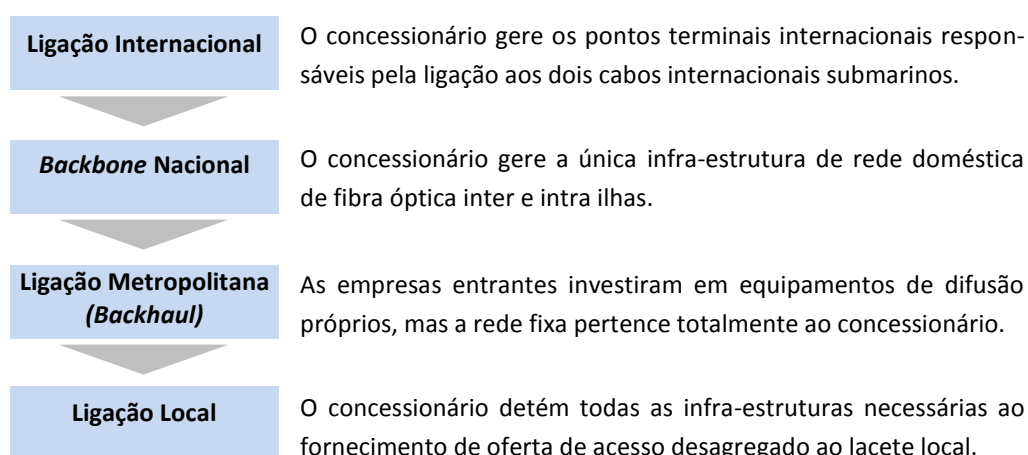 Ligação Internacional
O concessionário gere os pontos terminais internacionais respon-
sáveis pela ligação aos dois cabos internacionais submarinos.
Backbone Nacional
O concessionário gere a única infra-estrutura de rede doméstica
de fibra óptica inter e intra ilhas.
Ligação Metropolitana
(Backhaul)
As empresas entrantes investiram em equipamentos de difusão
próprios, mas a rede fixa pertence totalmente ao concessionário.
Ligação Local
O concessionário detém todas as infra-estruturas necessárias ao
fornecimento de oferta de acesso desagregado ao lacete local.